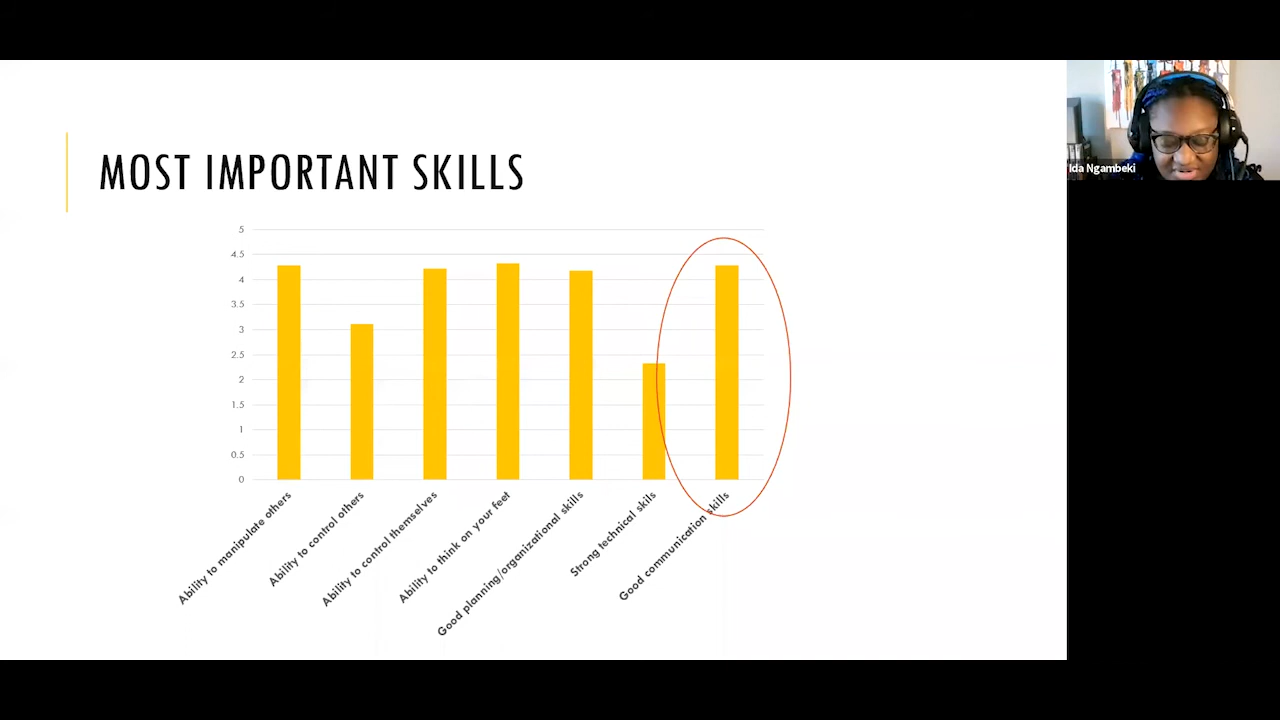 MOST IMPORTANT SKILLS
Ida Ngambeki
5
4.5
4
3.5
3
2.5
2
1.5
1
0.5
0
Ability to manipulate others
Ability to control others
Ability to control themselves
Ability to think on your feet
Good planning/organizational skills
Strong technical skils
Good communication skills